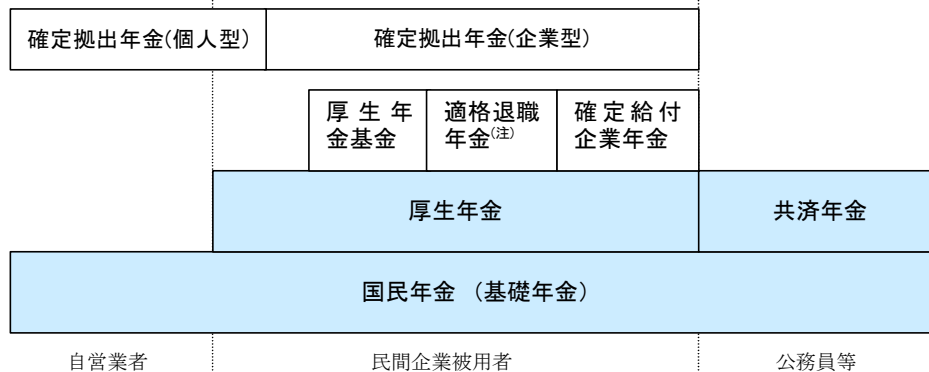 確定拠出年金(個人型)
確定拠出年金(企業型)
厚生年
金基金
適格退職
年金(注)
確定給付
企業年金
厚生年金
共済年金
国民年金 (基礎年金)
自営業者
民間企業被用者
公務員等